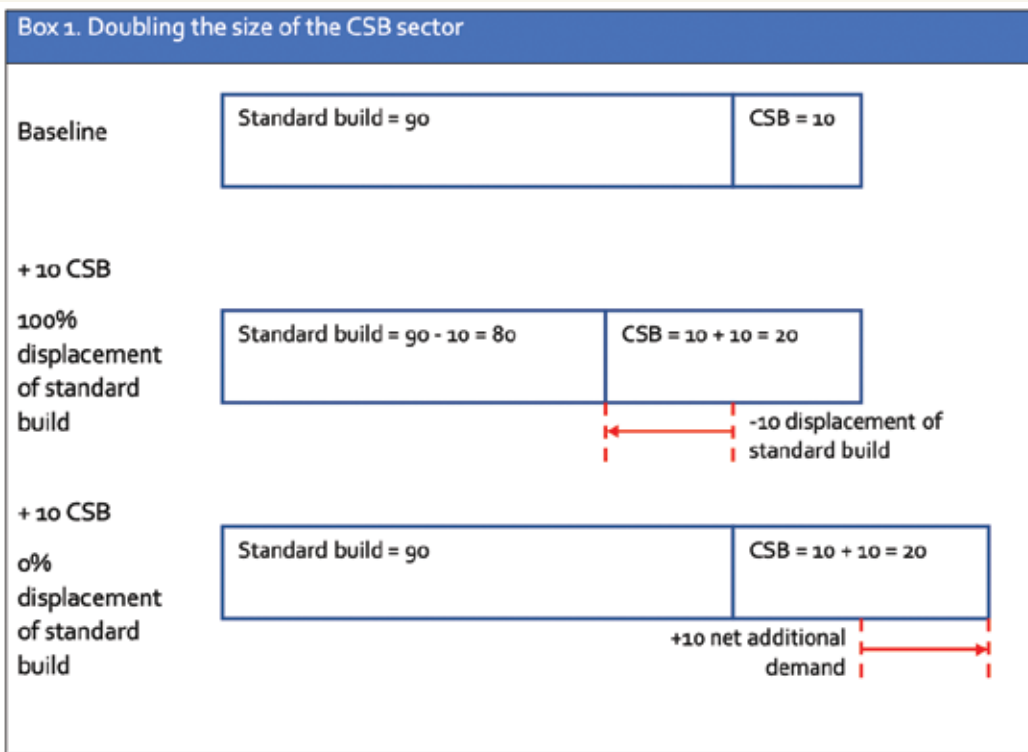 Box 1. Doubling the size of the CSB sector
Baseline
Standard build = 90
CSB = 10
+ 10 CSB
100%
displacement
of standard
build
Standard build = 90 - 10 = 80
CSB = 10 + 10 = 20
-10 displacement of
standard build
+ 10 CSB
0%
displacement
of standard
build
Standard build = 90
CSB = 10 + 10 = 20
+10 net additional
demand